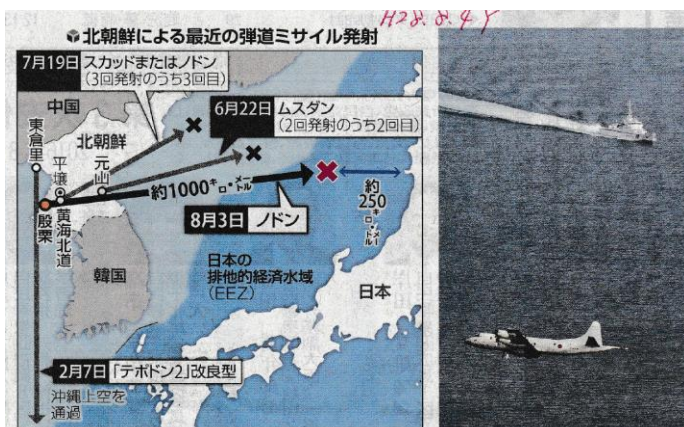 H28.8.4Y
北朝鮮による最近の弾道ミサイル発射
7月19日 スカッドまたはノドン
(3回発射のうち3回目)
中国
6月22日 ムスダン
(2回発射のうち2回目)
東倉里
北朝鮮
平壌
元山
黄海北道
殷栗
約1000キロ・メートル
約250キロ・メートル
8月3日 ノドン
韓国
日本の
排他的経済水域
(EEZ)
日本
2月7日 「テポドン2」改良型
沖縄上空を
通過